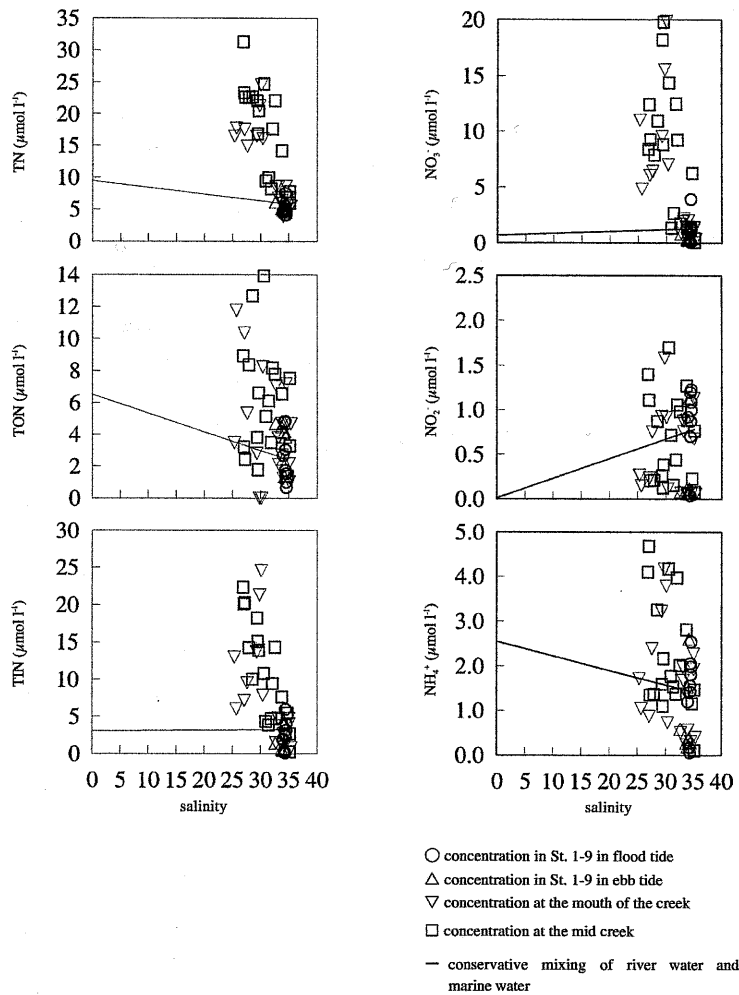 TN (µmol l⁻¹)
35
30
25
20
15
10
5
0
NO₃⁻ (µmol l⁻¹)
20
15
10
5
0
TON (µmol l⁻¹)
14
12
10
8
6
4
2
0
NO₂⁻ (µmol l⁻¹)
2.5
2.0
1.5
1.0
0.5
0.0
TIN (µmol l⁻¹)
30
25
20
15
10
5
0
0 5 10 15 20 25 30 35 40
salinity
NH₄⁺ (µmol l⁻¹)
5.0
4.0
3.0
2.0
1.0
0.0
0 5 10 15 20 25 30 35 40
salinity
concentration in St. 1-9 in flood tide
concentration in St. 1-9 in ebb tide
concentration at the mouth of the creek
concentration at the mid creek
conservative mixing of river water and
marine water